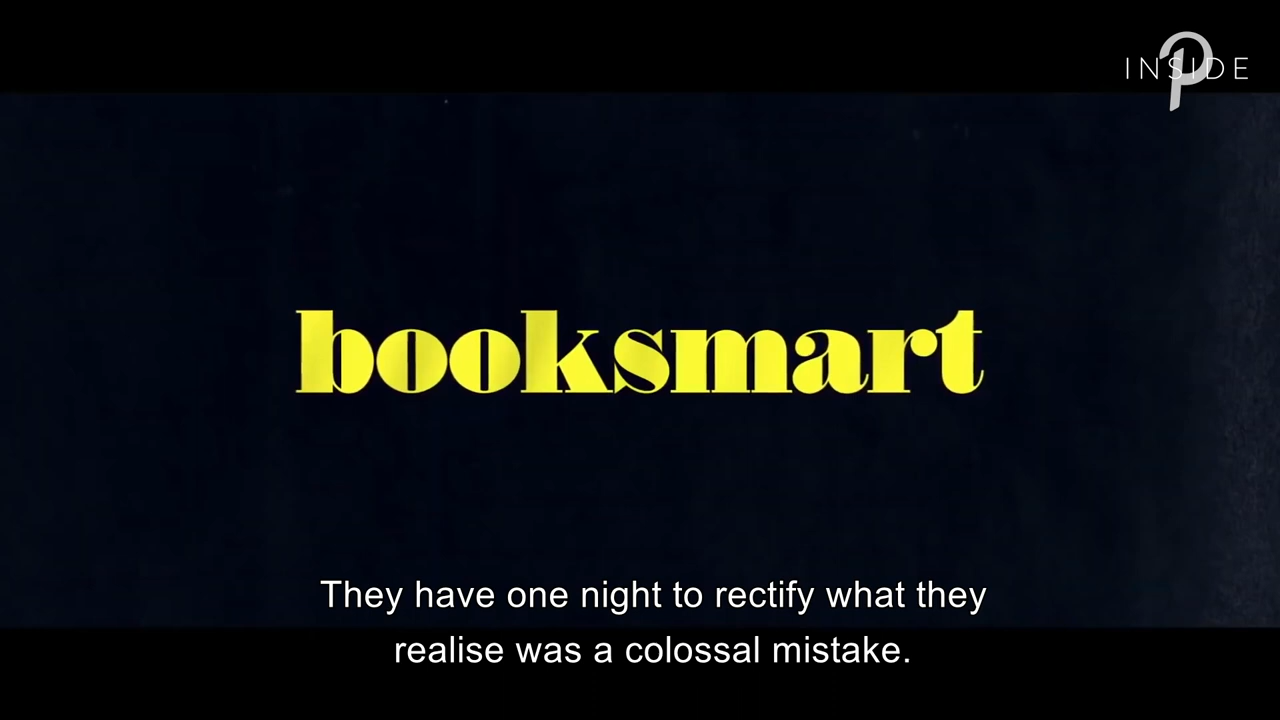 INSIDE
booksmart
They have one night to rectify what they
realise was a colossal mistake.